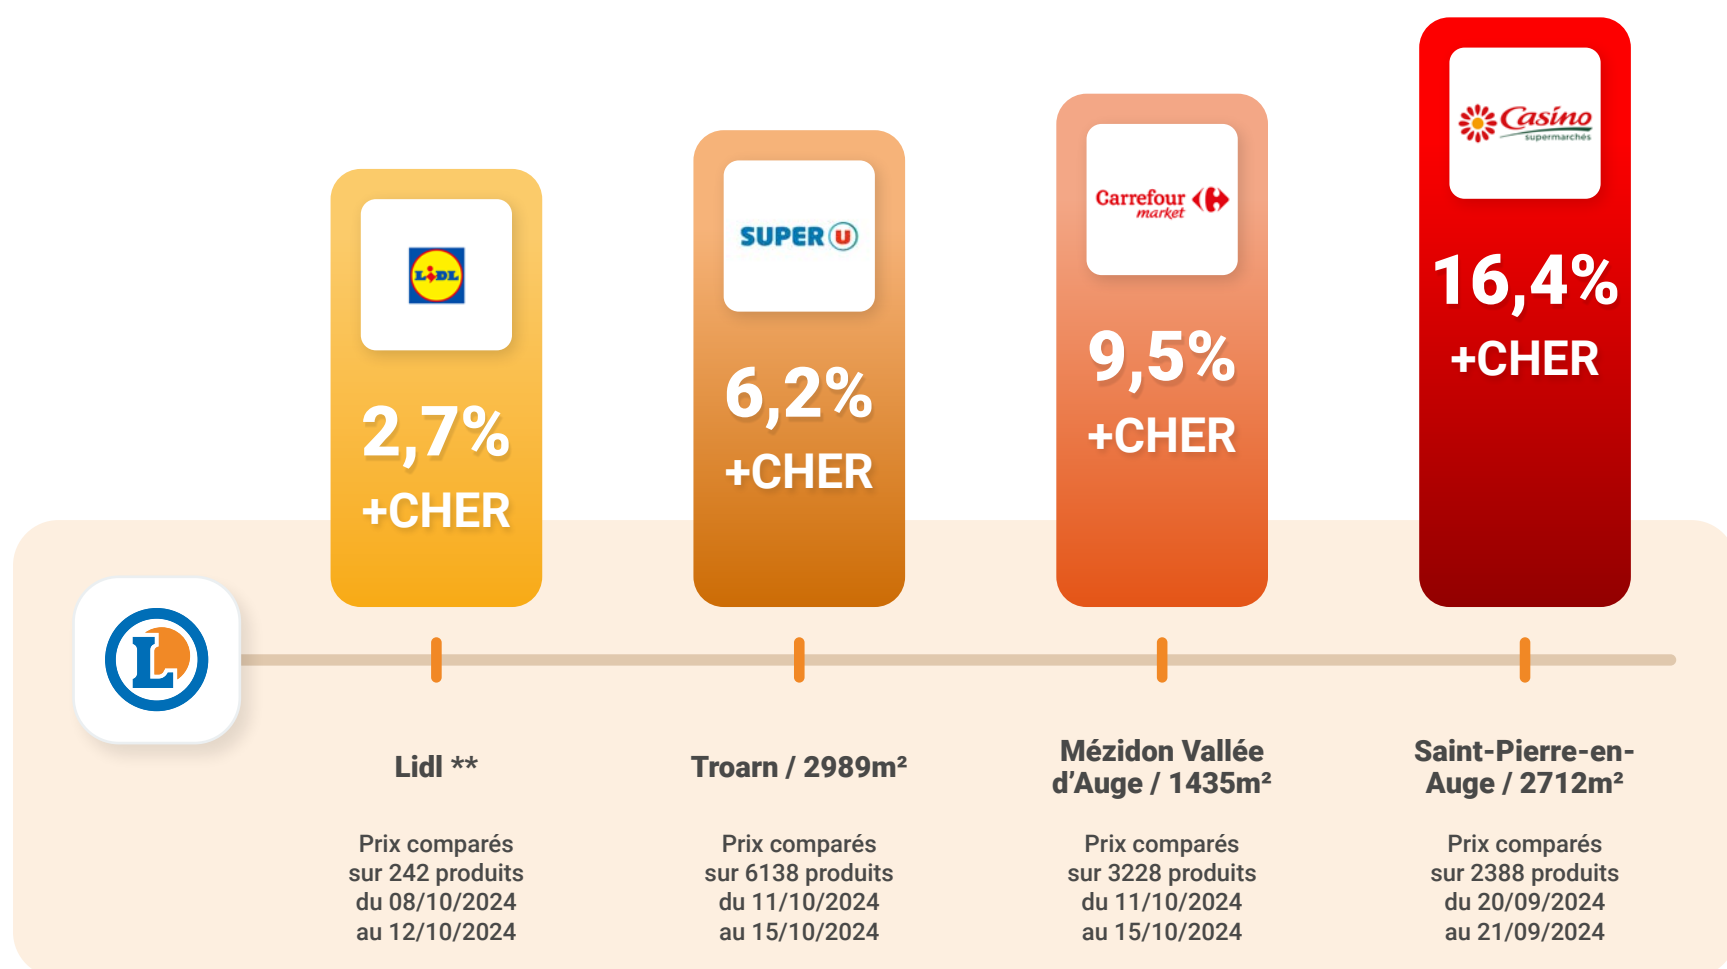 LIDL
2,7%
+CHER
SUPER U
6,2%
+CHER
Carrefour
market
9,5%
+CHER
Casino
supermarchés
16,4%
+CHER
L
Lidl **
Prix comparés
sur 242 produits
du 08/10/2024
au 12/10/2024
Troarn / 2989m²
Prix comparés
sur 6138 produits
du 11/10/2024
au 15/10/2024
Mézidon Vallée
d’Auge / 1435m²
Prix comparés
sur 3228 produits
du 11/10/2024
au 15/10/2024
Saint-Pierre-en-
Auge / 2712m²
Prix comparés
sur 2388 produits
du 20/09/2024
au 21/09/2024